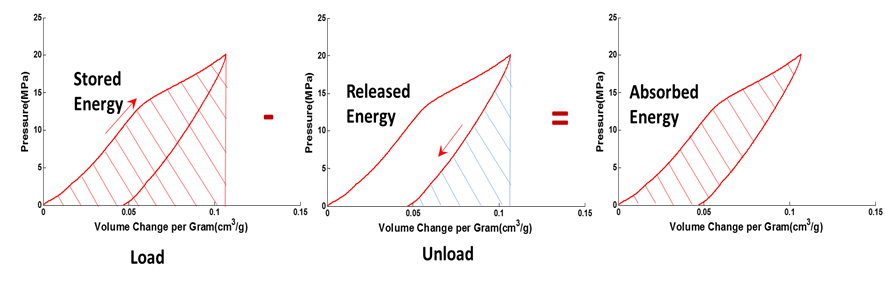 25
20
15
10
5
0
Pressure(MPa)
Stored
Energy
0
0.05
0.1
0.15
Volume Change per Gram(cm³/g)
Load
-
25
20
15
10
5
0
Pressure(MPa)
Released
Energy
0
0.05
0.1
0.15
Volume Change per Gram(cm³/g)
Unload
=
25
20
15
10
5
0
Pressure(MPa)
Absorbed
Energy
0
0.05
0.1
0.15
Volume Change per Gram(cm³/g)